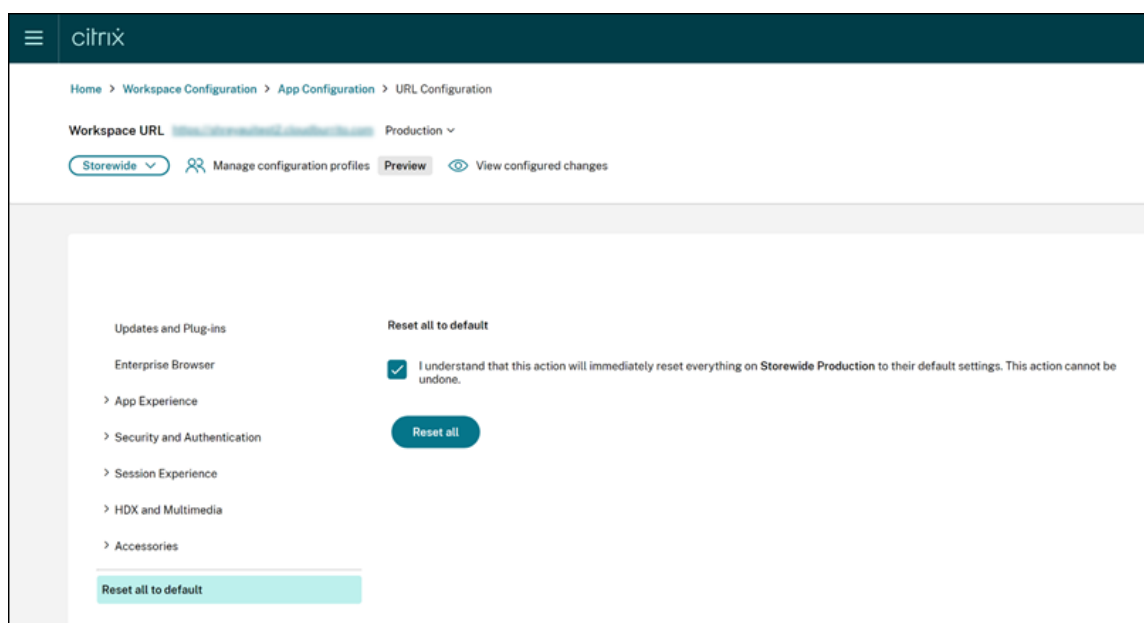 citrix
Home > Workspace Configuration > App Configuration > URL Configuration
Workspace URL Production
Storewide Manage configuration profiles Preview View configured changes
Updates and Plug-ins
Enterprise Browser
> App Experience
> Security and Authentication
> Session Experience
> HDX and Multimedia
> Accessories
Reset all to default
Reset all to default
I understand that this action will immediately reset everything on Storewide Production to their default settings. This action cannot be
undone.
Reset all